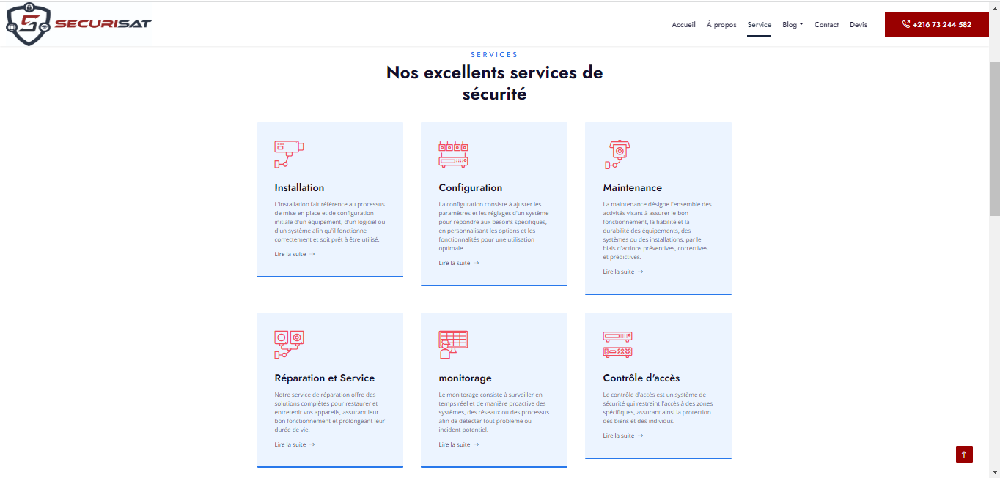 SECURISAT
Accueil
À propos
Service
Blog
Contact
Devis
+216 73 244 582
SERVICES
Nos excellents services de
sécurité
Installation
L'installation fait référence au processus
de mise en place et de configuration
initiale d'un équipement, d'un logiciel ou
d'un système afin qu'il fonctionne
correctement et soit prêt à être utilisé.
Lire la suite →
Configuration
La configuration consiste à ajuster les
paramètres et les réglages d'un système
pour répondre aux besoins spécifiques,
en personnalisant les options et les
fonctionnalités pour une utilisation
optimale.
Lire la suite →
Maintenance
La maintenance désigne l'ensemble des
activités visant à assurer le bon
fonctionnement, la fiabilité et la
durabilité des équipements, des
systèmes ou des installations, par le
biais d'actions préventives, correctives
et prédictives.
Lire la suite →
Réparation et Service
Notre service de réparation offre des
solutions complètes pour restaurer et
entretenir vos appareils, assurant leur
bon fonctionnement et prolongeant leur
durée de vie.
Lire la suite →
monitorage
Le monitorage consiste à surveiller en
temps réel et de manière proactive des
systèmes, des réseaux ou des processus
afin de détecter tout problème ou
incident potentiel.
Lire la suite →
Contrôle d'accès
Le contrôle d'accès est un système de
sécurité qui restreint l'accès à des zones
spécifiques, assurant ainsi la protection
des biens et des individus.
Lire la suite →